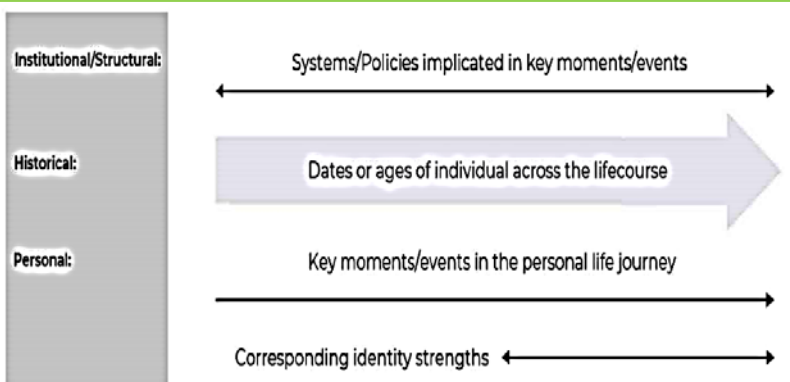 Institutional/Structural:
Systems/Policies implicated in key moments/events
Historical:
Dates or ages of individual across the lifecourse
Personal:
Key moments/events in the personal life journey
Corresponding identity strengths